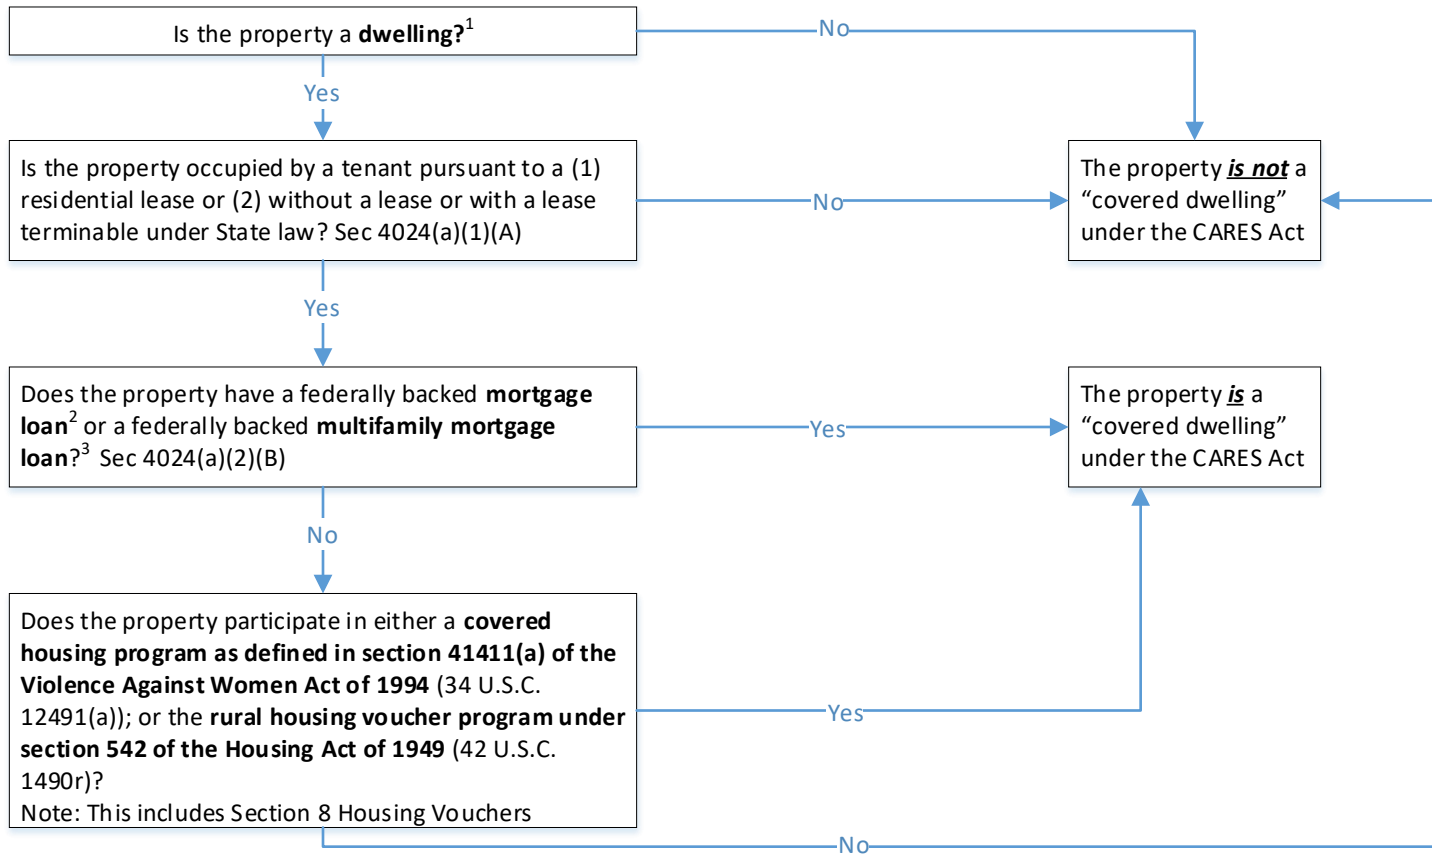 Is the property a dwelling?1
No
Yes
Is the property occupied by a tenant pursuant to a (1)
residential lease or (2) without a lease or with a lease
terminable under State law? Sec 4024(a)(1)(A)
No
The property is not a
“covered dwelling”
under the CARES Act
Yes
Does the property have a federally backed mortgage
loan2 or a federally backed multifamily mortgage
loan?3 Sec 4024(a)(2)(B)
Yes
The property is a
“covered dwelling”
under the CARES Act
No
Does the property participate in either a covered
housing program as defined in section 41411(a) of the
Violence Against Women Act of 1994 (34 U.S.C.
12491(a)); or the rural housing voucher program under
section 542 of the Housing Act of 1949 (42 U.S.C.
1490r)?
Note: This includes Section 8 Housing Vouchers
Yes
No